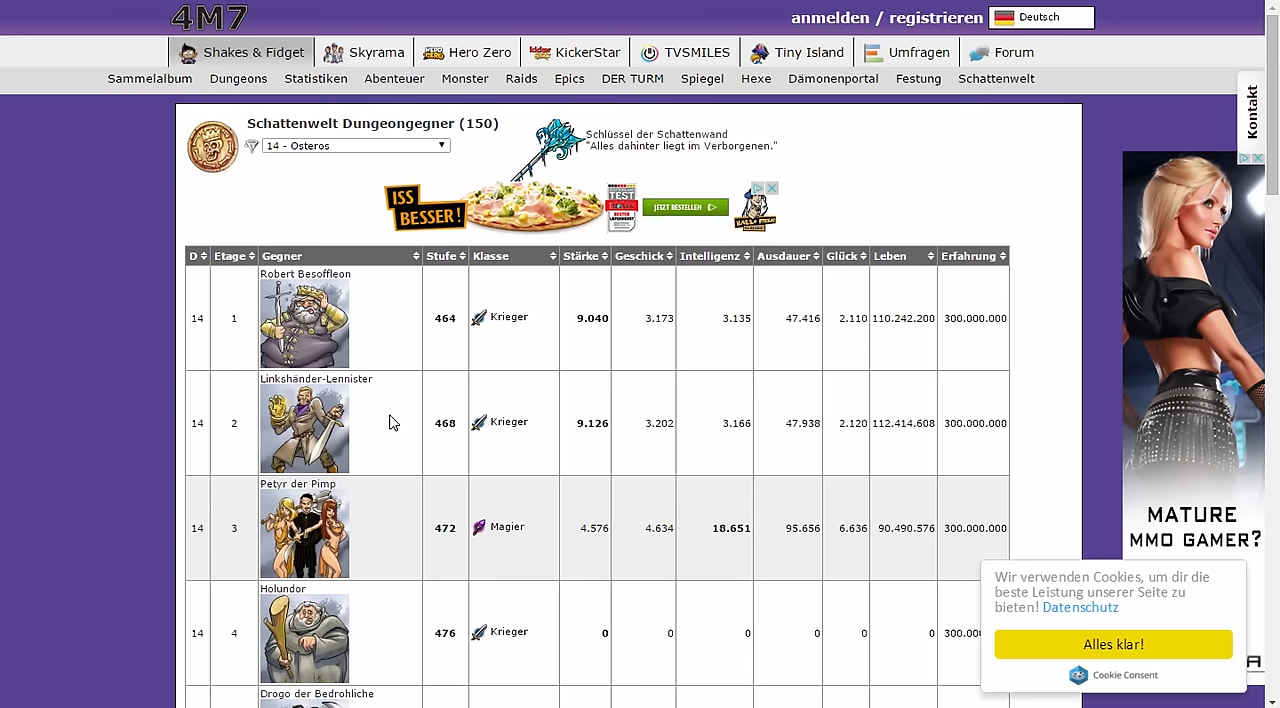 4M7
anmelden / registrieren
Deutsch
Shakes & Fidget
Skyrama
Hero Zero
KickerStar
TVSMILES
Tiny Island
Umfragen
Forum
Sammelalbum Dungeons Statistiken Abenteuer Monster Raids Epics DER TURM Spiegel Hexe Dämonenportal Festung Schattenwelt
Kontakt
Schattenwelt Dungeongegner (150)
14 - Osteros
Schlüssel der Schattenwand
"Alles dahinter liegt im Verborgenen."
ISS
BESSER!
TEST
JETZT BESTELLEN
D Etage Gegner Stufe Klasse Stärke Geschick Intelligenz Ausdauer Glück Leben Erfahrung
Robert Besoffleon
14 1 464 Krieger 9.040 3.173 3.135 47.416 2.110 110.242.200 300.000.000
Linkshänder-Lennister
14 2 468 Krieger 9.126 3.202 3.166 47.938 2.120 112.414.608 300.000.000
Petyr der Pimp
14 3 472 Magier 4.576 4.634 18.651 95.656 6.636 90.490.576 300.000.000
Holundor
14 4 476 Krieger 0 0 0 0 0 0 300.00
Drogo der Bedrohliche
MATURE
MMO GAMER?
Wir verwenden Cookies, um dir die
beste Leistung unserer Seite zu
bieten! Datenschutz
Alles klar!
Cookie Consent